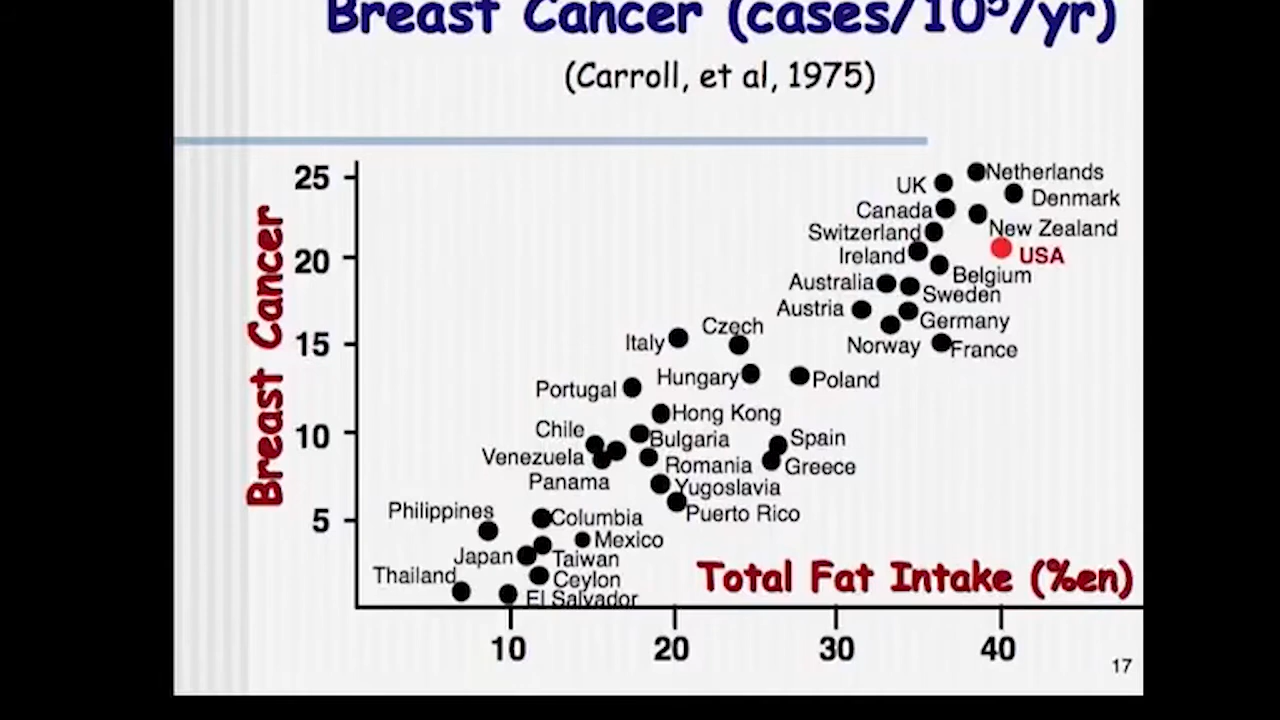 Breast Cancer (cases/10⁵/yr)
(Carroll, et al, 1975)
25
20
15
10
5
Breast Cancer
Netherlands
UK
Denmark
Canada
New Zealand
Switzerland
USA
Ireland
Belgium
Australia
Sweden
Austria
Germany
Czech
Italy
Norway
France
Hungary
Poland
Portugal
Hong Kong
Chile
Bulgaria
Spain
Venezuela
Romania
Greece
Panama
Yugoslavia
Philippines
Puerto Rico
Columbia
Mexico
Japan
Taiwan
Thailand
Ceylon
El Salvador
Total Fat Intake (%en)
10 20 30 40
17